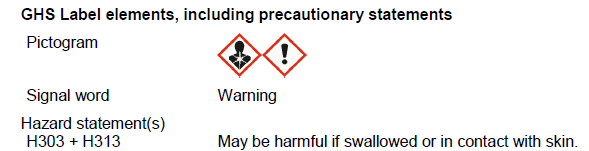 GHS Label elements, including precautionary statements
Pictogram
Signal word Warning
Hazard statement(s)
H303 + H313 May be harmful if swallowed or in contact with skin.